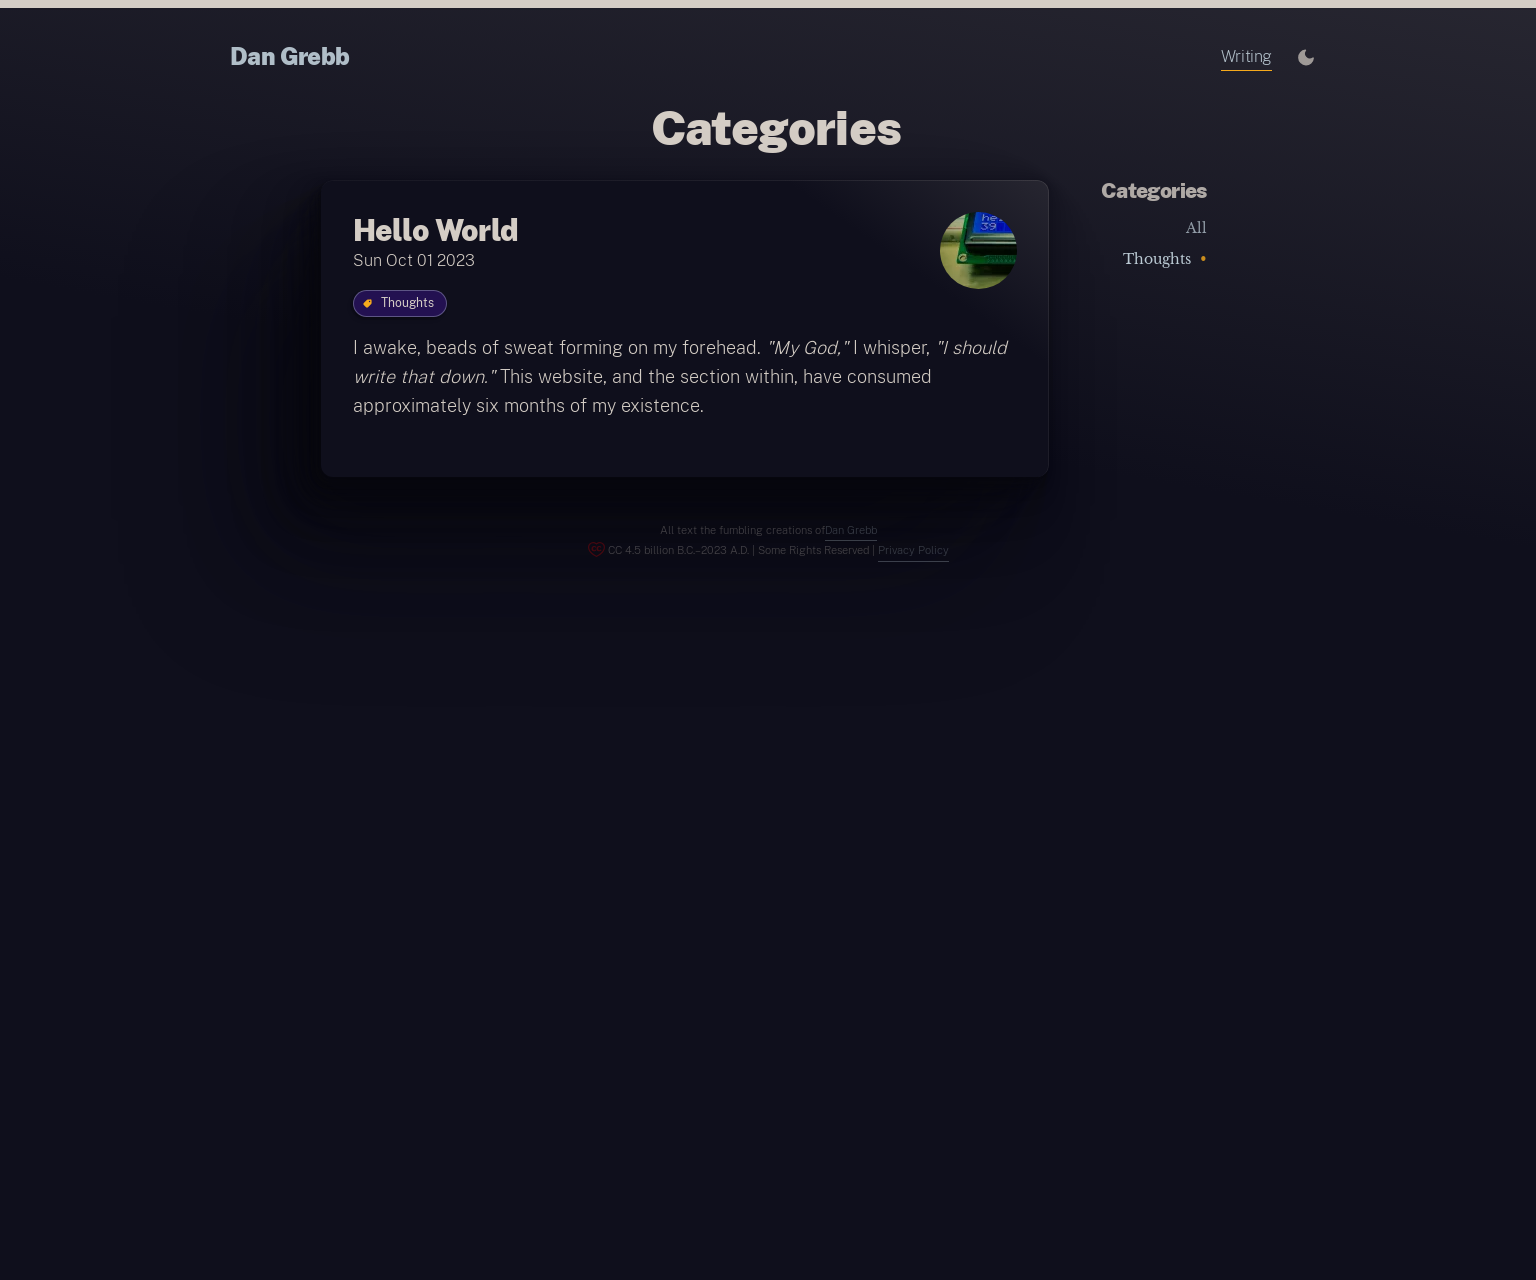 Dan Grebb
Writing
Categories
Hello World
Sun Oct 01 2023
Thoughts
I awake, beads of sweat forming on my forehead. "My God," I whisper, "I should
write that down." This website, and the section within, have consumed
approximately six months of my existence.
Categories
All
Thoughts •
All text the fumbling creations ofDan Grebb
CC 4.5 billion B.C.–2023 A.D. | Some Rights Reserved | Privacy Policy